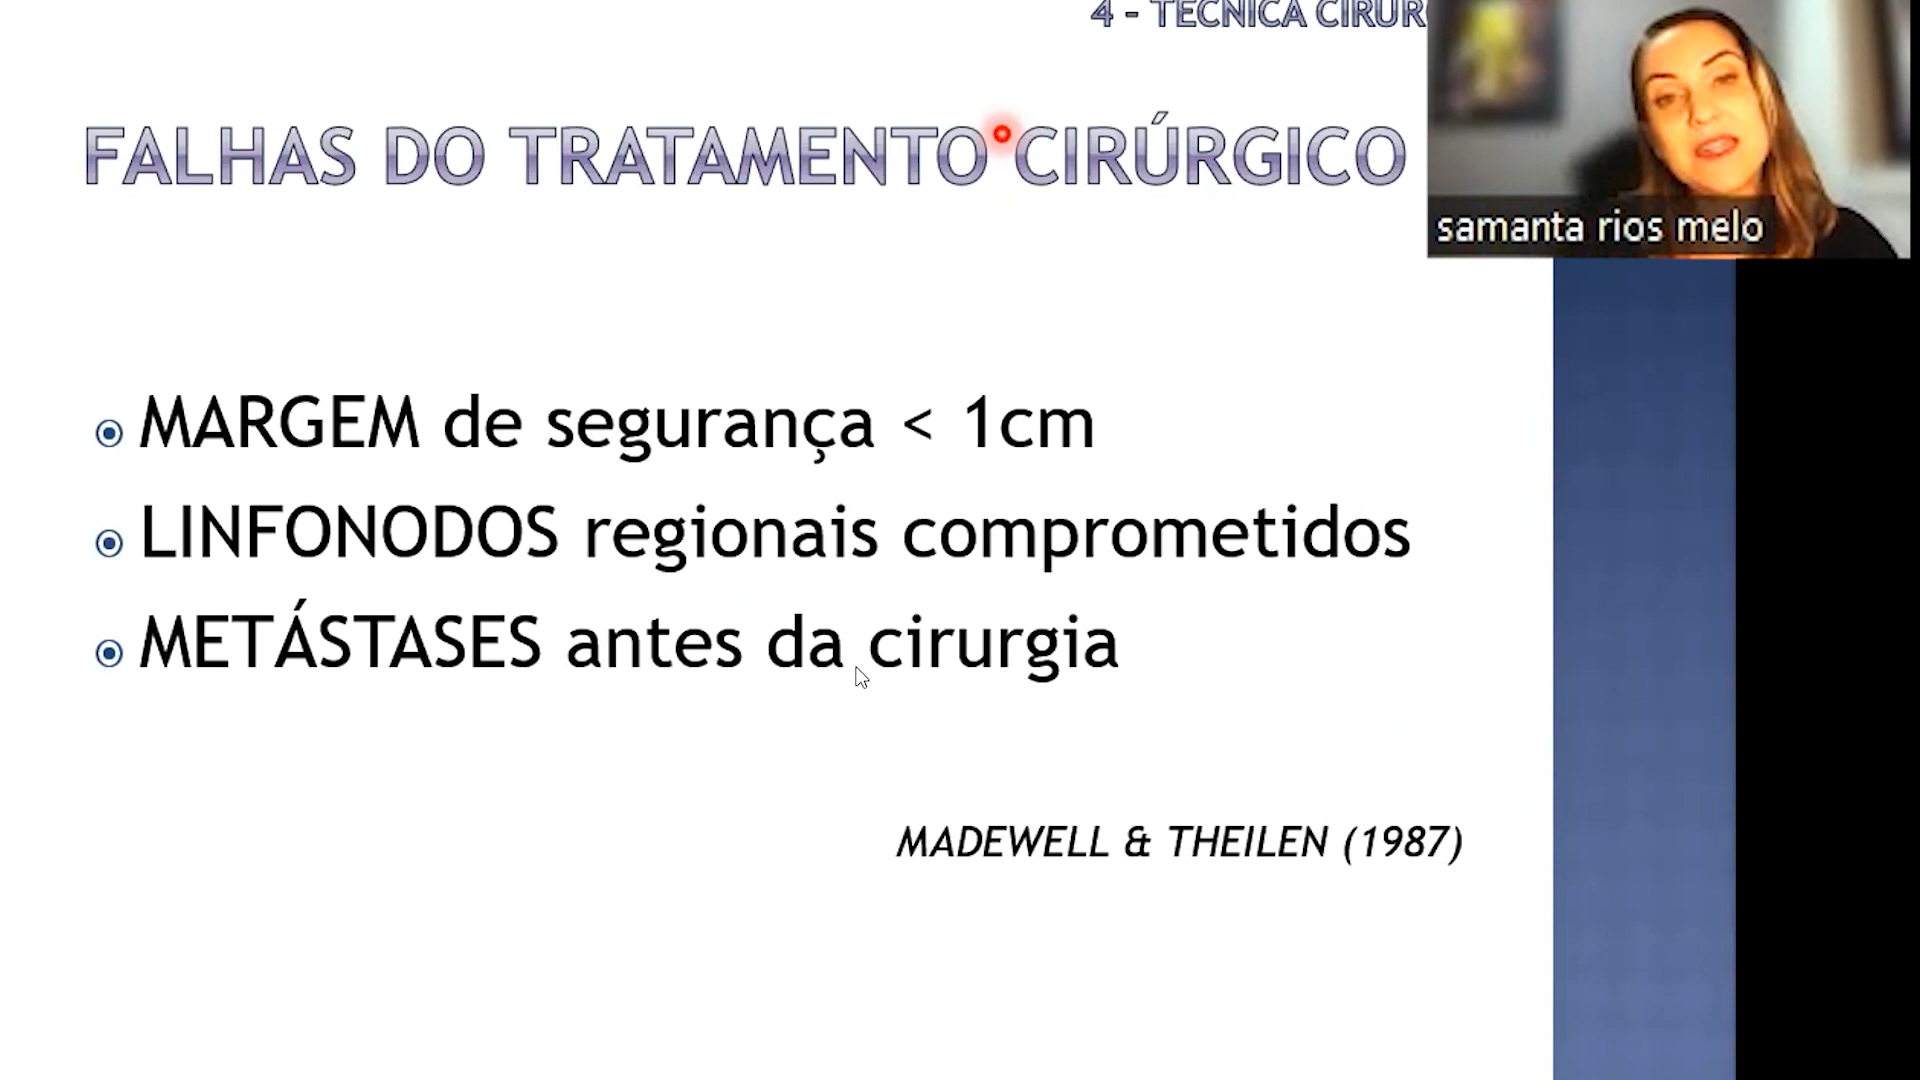 4 - TÉCNICA
FALHAS DO TRATAMENTO CIRÚRGICO
samanta rios melo
MARGEM de segurança < 1cm
LINFONODOS regionais comprometidos
METÁSTASES antes da cirurgia
MADEWELL & THEILEN (1987)